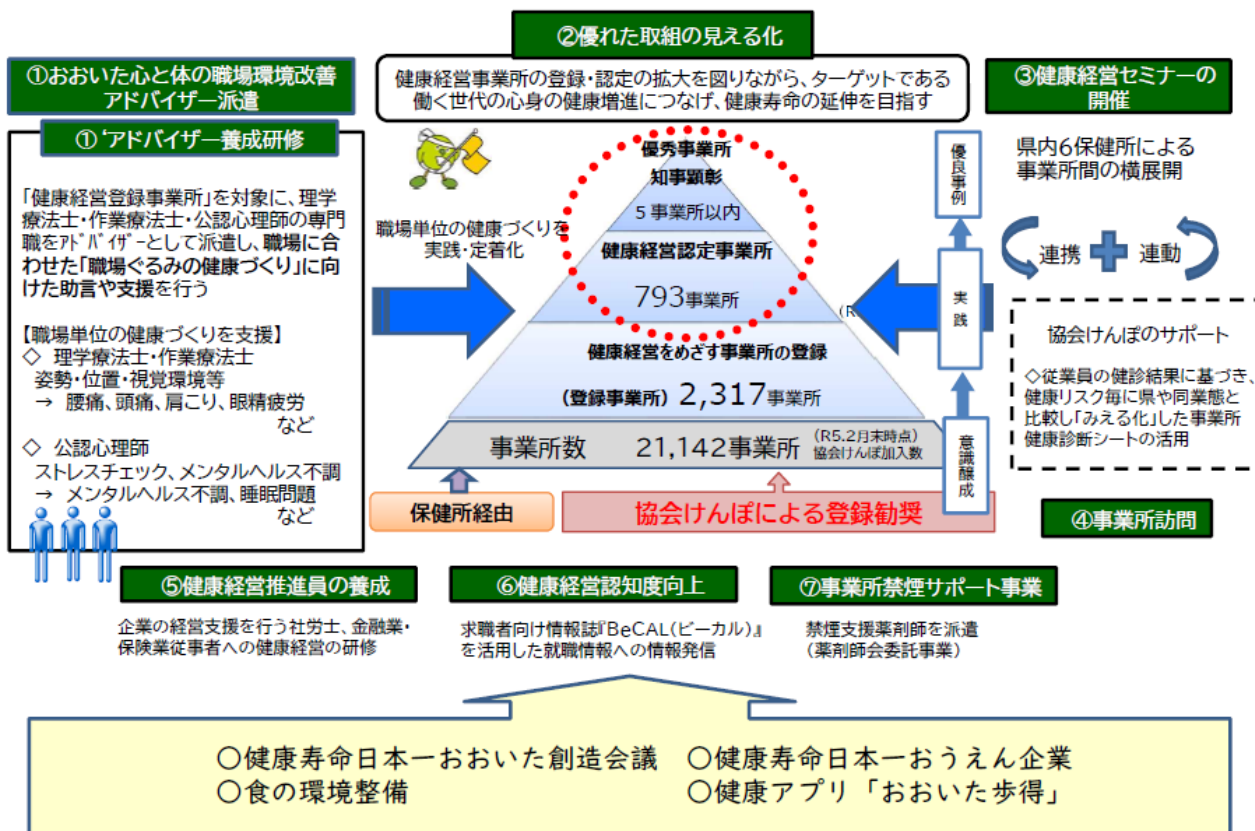 ②優れた取組の見える化
健康経営事業所の登録・認定の拡大を図りながら、ターゲットである
働く世代の心身の健康増進につなげ、健康寿命の延伸を目指す
①おおいた心と体の職場環境改善
アドバイザー派遣
①‘アドバイザー養成研修
「健康経営登録事業所」を対象に、理学
療法士・作業療法士・公認心理師の専門
職をｱﾄﾞﾊﾞｲｻﾞｰとして派遣し、職場に合
わせた「職場ぐるみの健康づくり」に向
けた助言や支援を行う
【職場単位の健康づくりを支援】
◇ 理学療法士・作業療法士
姿勢・位置・視覚環境等
→ 腰痛、頭痛、肩こり、眼精疲労
など
◇ 公認心理師
ストレスチェック、メンタルヘルス不調
→ メンタルヘルス不調、睡眠問題
など
職場単位の健康づくりを
実践・定着化
優秀事業所
知事顕彰
5事業所以内
健康経営認定事業所
793事業所
(R
健康経営をめざす事業所の登録
(登録事業所) 2,317事業所
事業所数 21,142事業所
(R5.2月末時点)
協会けんぽ加入数
保健所経由
協会けんぽによる登録勧奨
優良事例
実践
意識醸成
③健康経営セミナーの
開催
県内6保健所による
事業所間の横展開
連携
連動
協会けんぽのサポート
◇従業員の健診結果に基づき、
健康リスク毎に県や同業態と
比較し「みえる化」した事業所
健康診断シートの活用
④事業所訪問
⑤健康経営推進員の養成
企業の経営支援を行う社労士、金融業・
保険業従事者への健康経営の研修
⑥健康経営認知度向上
求職者向け情報誌『BeCAL(ビーカル)』
を活用した就職情報への情報発信
⑦事業所禁煙サポート事業
禁煙支援薬剤師を派遣
(薬剤師会委託事業)
○健康寿命日本一おおいた創造会議 ○健康寿命日本一おうえん企業
○食の環境整備 ○健康アプリ「おおいた歩得」